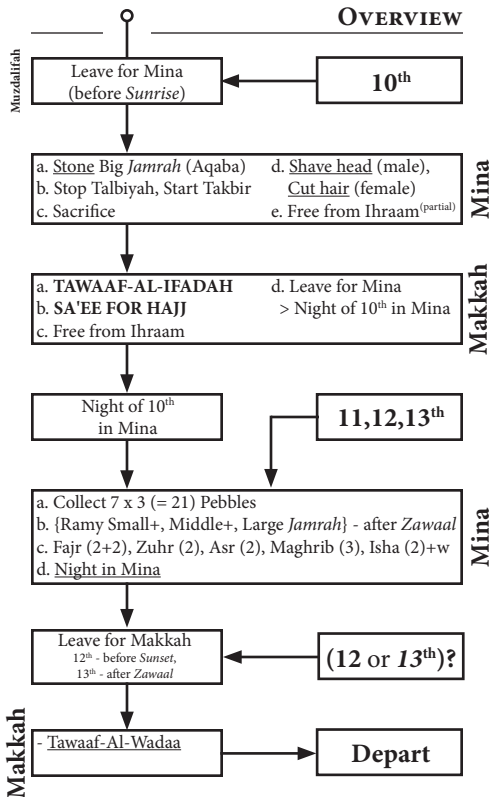 OVERVIEW
Muzdalifah
Leave for Mina
(before Sunrise)
10th
a. Stone Big Jamrah (Aqaba)
b. Stop Talbiyah, Start Takbir
c. Sacrifice
d. Shave head (male),
Cut hair (female)
e. Free from Ihraam(partial)
Mina
a. TAWAAF-AL-IFADAH
b. SA'EE FOR HAJJ
c. Free from Ihraam
d. Leave for Mina
> Night of 10th in Mina
Makkah
Night of 10th
in Mina
11,12,13th
a. Collect 7 x 3 (= 21) Pebbles
b. {Ramy Small+, Middle+, Large Jamrah} - after Zawaal
c. Fajr (2+2), Zuhr (2), Asr (2), Maghrib (3), Isha (2)+w
d. Night in Mina
Mina
Leave for Makkah
12th - before Sunset,
13th - after Zawaal
(12 or 13th)?
Makkah
- Tawaaf-Al-Wadaa
Depart